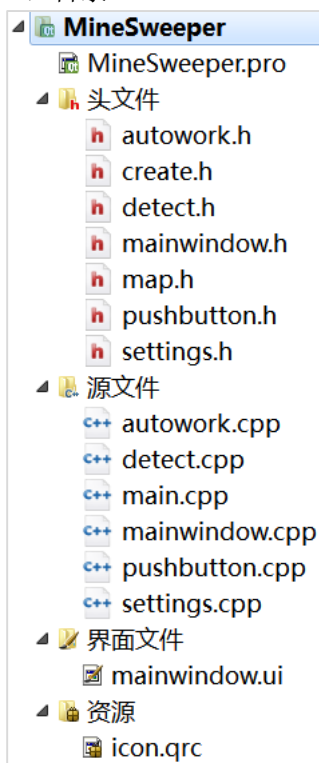 MineSweeper
MineSweeper.pro
头文件
autowork.h
create.h
detect.h
mainwindow.h
map.h
pushbutton.h
settings.h
源文件
autowork.cpp
detect.cpp
main.cpp
mainwindow.cpp
pushbutton.cpp
settings.cpp
界面文件
mainwindow.ui
资源
icon.qrc